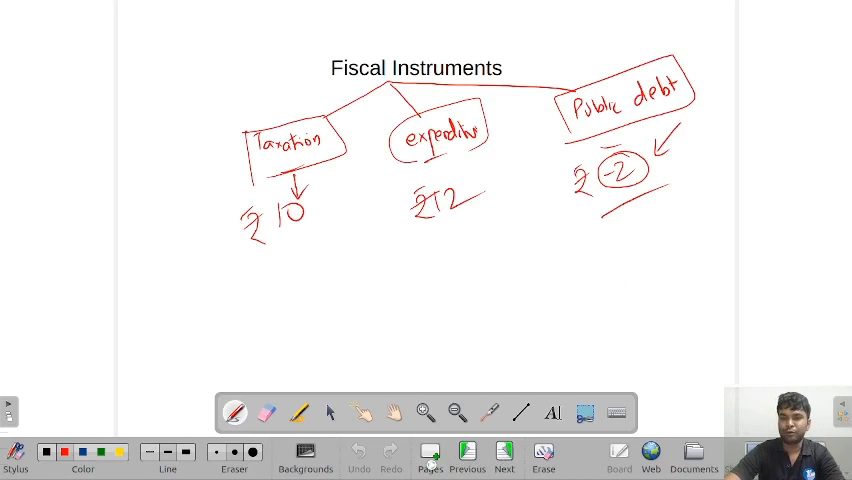 Fiscal Instruments
Public debt
Taxation
expenditure
₹ -2
₹ 10
₹12
Stylus
Color
Line
Eraser
Backgrounds
Undo
Redo
Pages
Previous
Next
Erase
Board
Web
Documents